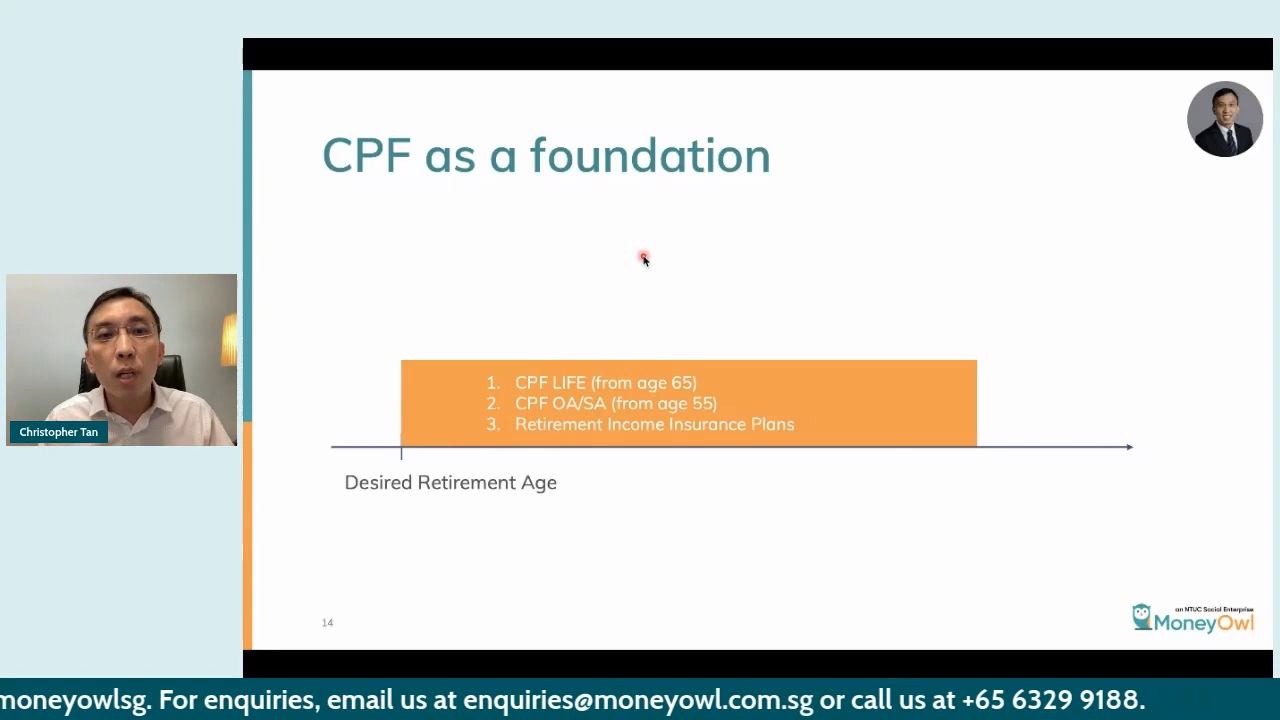 CPF as a foundation
1. CPF LIFE (from age 65)
2. CPF OA/SA (from age 55)
3. Retirement Income Insurance Plans
Desired Retirement Age
Christopher Tan
14
an NTUC Social Enterprise
MoneyOwl
moneyowlsg. For enquiries, email us at enquiries@moneyowl.com.sg or call us at +65 6329 9188.